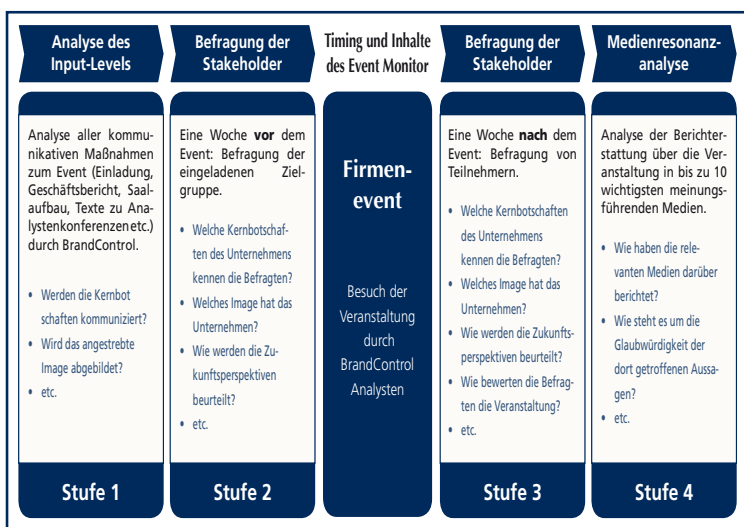 Analyse des
Input-Levels
Befragung der
Stakeholder
Timing und Inhalte
des Event Monitor
Befragung der
Stakeholder
Medienresonanz-
analyse
Analyse aller kommu-
nikativen Maßnahmen
zum Event (Einladung,
Geschäftsbericht, Saal-
aufbau, Texte zu Ana-
lystenkonferenzen etc.)
durch BrandControl.
• Werden die Kernbot
schaften kommuniziert?
• Wird das angestrebte
Image abgebildet?
• etc.
Stufe 1
Eine Woche vor dem
Event: Befragung der
eingeladenen Ziel-
gruppe.
• Welche Kernbotschaf-
ten des Unternehmens
kennen die Befragten?
• Welches Image hat das
Unternehmen?
• Wie werden die Zu-
kunftsperspektiven
beurteilt?
• etc.
Stufe 2
Firmen-
event
Besuch der
Veranstaltung
durch
BrandControl
Analysten
Eine Woche nach dem
Event: Befragung von
Teilnehmern.
• Welche Kernbotschaften
des Unternehmens
kennen die Befragten?
• Welches Image hat das
Unternehmen?
• Wie werden die Zukunfts-
perspektiven beurteilt?
• Wie bewerten die Befrag-
ten die Veranstaltung?
• etc.
Stufe 3
Analyse der Berichter-
stattung über die Ver-
anstaltung in bis zu 10
wichtigsten meinungs-
führenden Medien.
• Wie haben die rele-
vanten Medien darüber
berichtet?
• Wie steht es um die
Glaubwürdigkeit der
dort getroffenen Aussa-
gen?
• etc.
Stufe 4